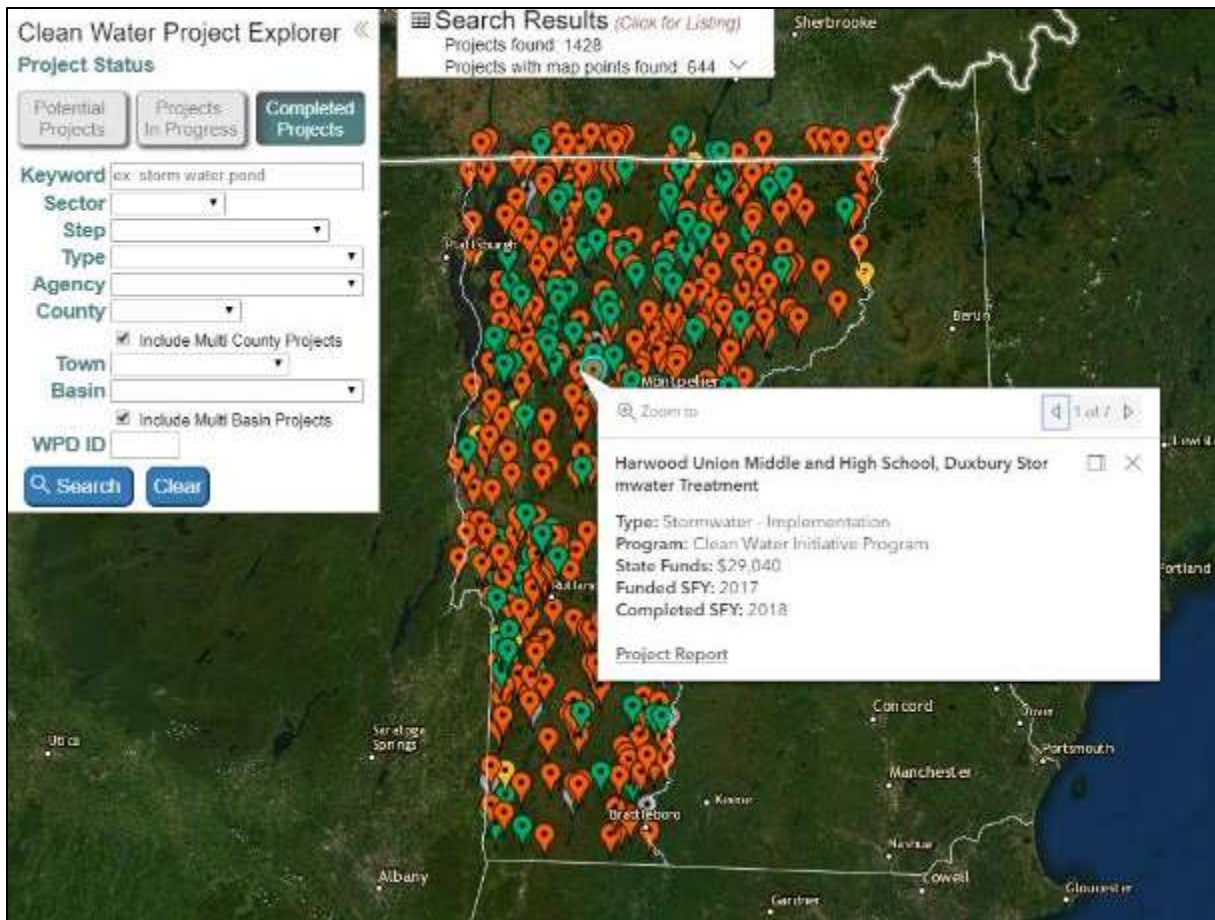 Clean Water Project Explorer «
Project Status
Potential Projects
Projects In Progress
Completed Projects
Keyword ex storm water,pond
Sector
Step
Type
Agency
County
Include Multi County Projects
Town
Basin
Include Multi Basin Projects
WPD ID
Search Clear
Search Results (Click for Listing)
Projects found: 1428
Projects with map points found: 644
Sherbrooke
Plattsburgh
Berlin
Montpelier
Zoom to
1 of 7
Harwood Union Middle and High School, Duxbury Stor
mwater Treatment
Type: Stormwater - Implementation
Program: Clean Water Initiative Program
State Funds: $29,040
Funded SFY: 2017
Completed SFY: 2018
Project Report
Portland
Concord
Utica
Saratoga
Springs
Portsmouth
Manchester
Keene
Brattleboro
Nashua
Albany
Lowell
Gloucester
Gardner